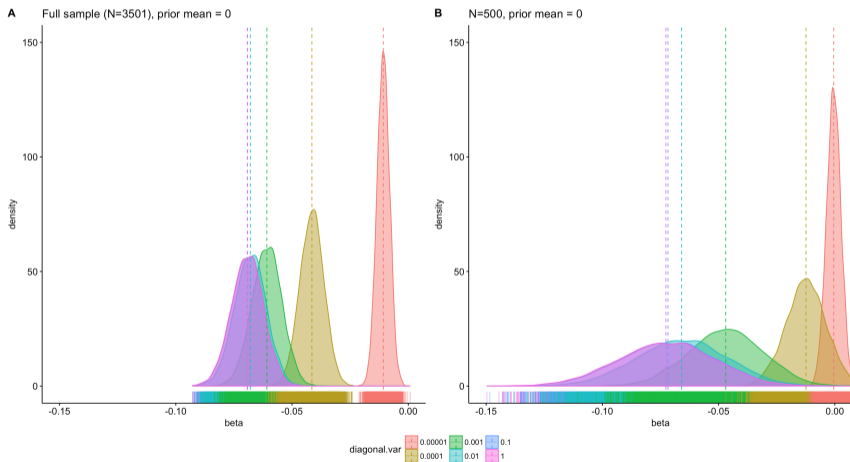 A
Full sample (N=3501), prior mean = 0
150
100
50
0
density
-0.15
-0.10
-0.05
0.00
beta
B
N=500, prior mean = 0
150
100
50
0
density
-0.15
-0.10
-0.05
0.00
beta
diagonal.var
0.00001
0.001
0.1
0.0001
0.01
1